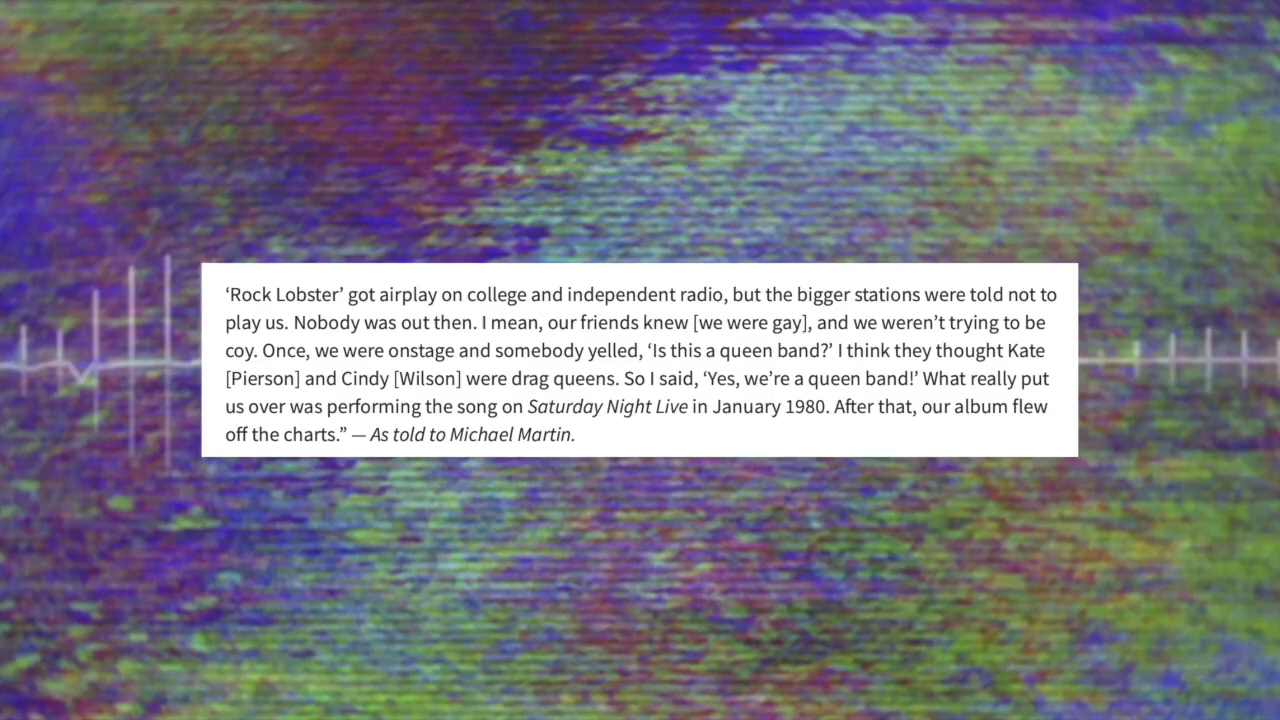 ‘Rock Lobster’ got airplay on college and independent radio, but the bigger stations were told not to
play us. Nobody was out then. I mean, our friends knew [we were gay], and we weren’t trying to be
coy. Once, we were onstage and somebody yelled, ‘Is this a queen band?’ I think they thought Kate
[Pierson] and Cindy [Wilson] were drag queens. So I said, ‘Yes, we’re a queen band!’ What really put
us over was performing the song on Saturday Night Live in January 1980. After that, our album flew
off the charts.” — As told to Michael Martin.